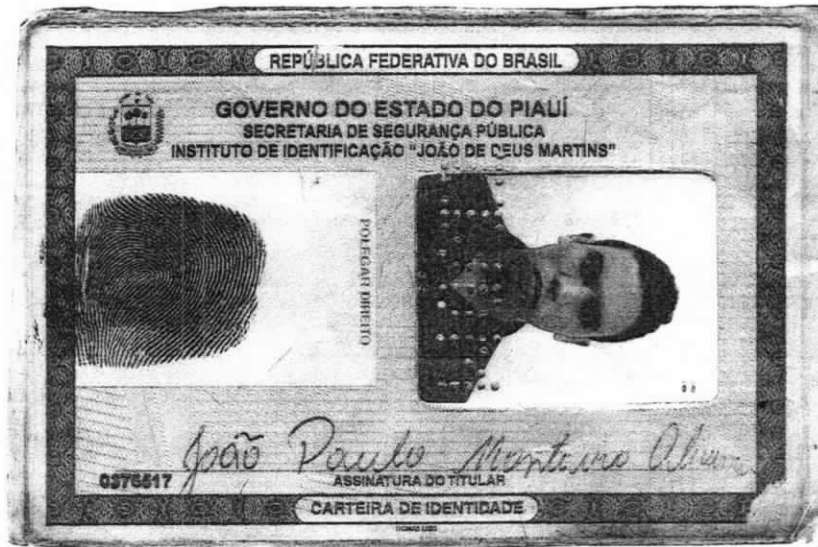 REPÚBLICA FEDERATIVA DO BRASIL
GOVERNO DO ESTADO DO PIAUÍ
SECRETARIA DE SEGURANÇA PÚBLICA
INSTITUTO DE IDENTIFICAÇÃO "JOÃO DE DEUS MARTINS"
POLEGAR DIREITO
João Paulo Monteiro
0376517
ASSINATURA DO TITULAR
CARTEIRA DE IDENTIDADE